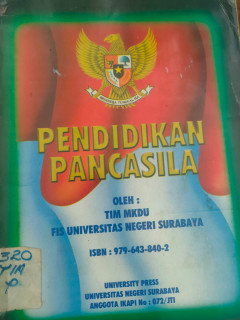 PENDIDIKAN
PANCASILA
OLEH :
TIM MKDU
FIS UNIVERSITAS NEGERI SURABAYA
ISBN : 979-643-840-2
320
TIM
P
UNIVERSITY PRESS
UNIVERSITAS NEGERI SURABAYA
ANGGOTA IKAPI No : 072/JTI